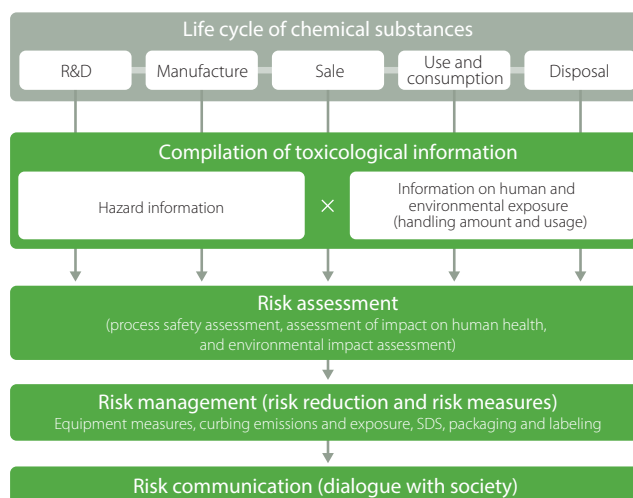 Life cycle of chemical substances
R&D
Manufacture
Sale
Use and
consumption
Disposal
Compilation of toxicological information
Hazard information
×
Information on human and
environmental exposure
(handling amount and usage)
Risk assessment
(process safety assessment, assessment of impact on human health,
and environmental impact assessment)
Risk management (risk reduction and risk measures)
Equipment measures, curbing emissions and exposure, SDS, packaging and labeling
Risk communication (dialogue with society)